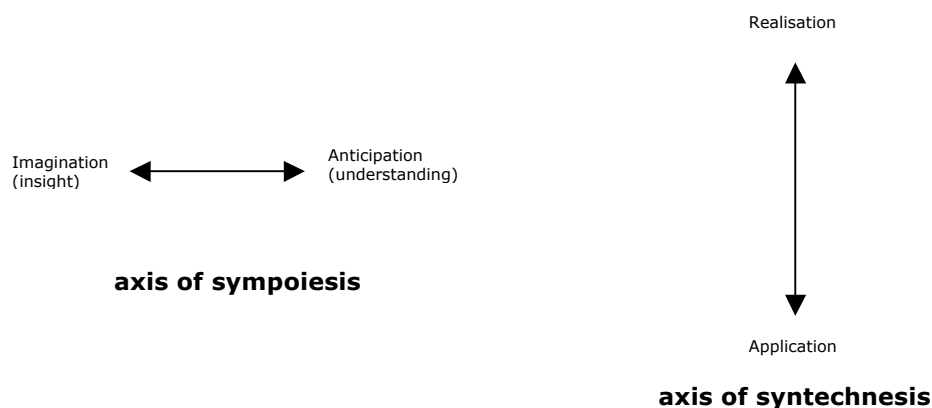 Imagination
(insight)
Anticipation
(understanding)
axis of sympoiesis
Realisation
Application
axis of syntechnesis